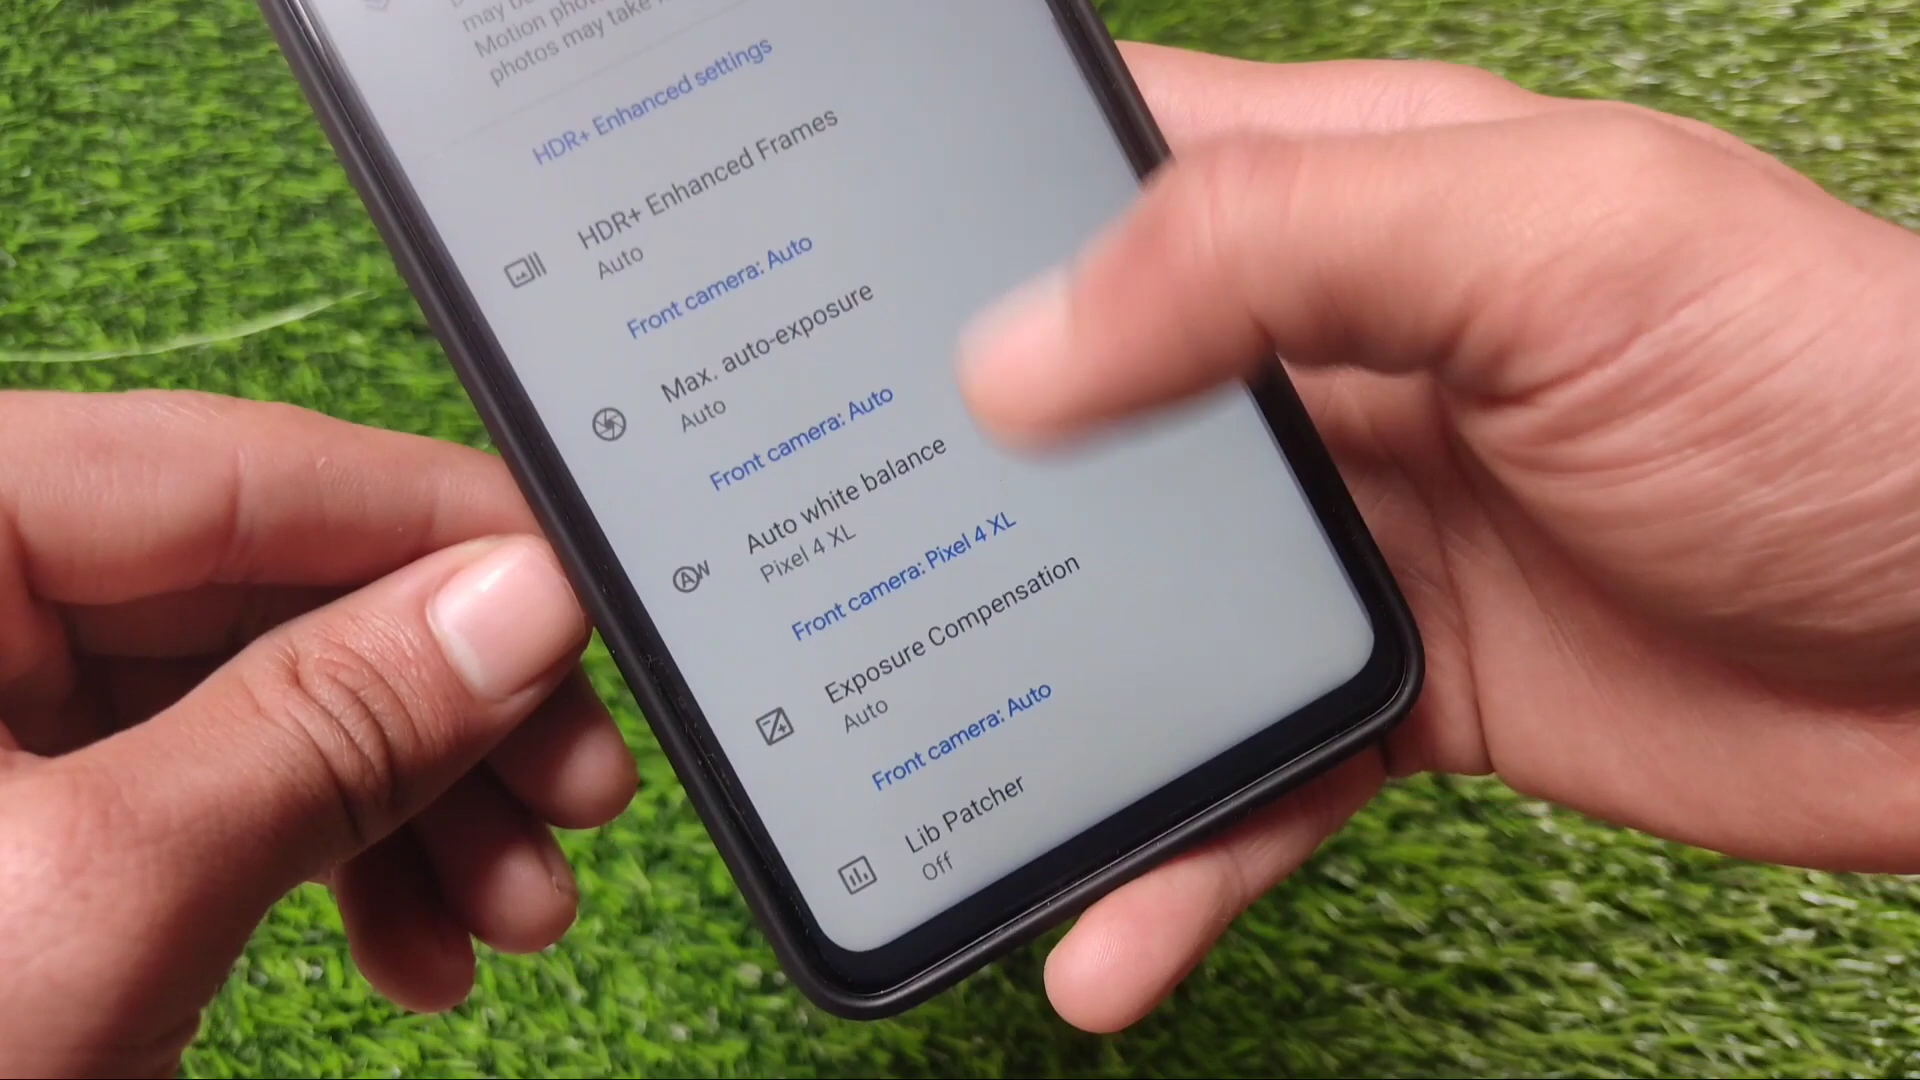 may be
Motion photo
photos may take
HDR+ Enhanced settings
HDR+ Enhanced Frames
Auto
Front camera: Auto
Max. auto-exposure
Auto
Front camera: Auto
Auto white balance
Pixel 4 XL
Front camera: Pixel 4 XL
Exposure Compensation
Auto
Front camera: Auto
Lib Patcher
Off